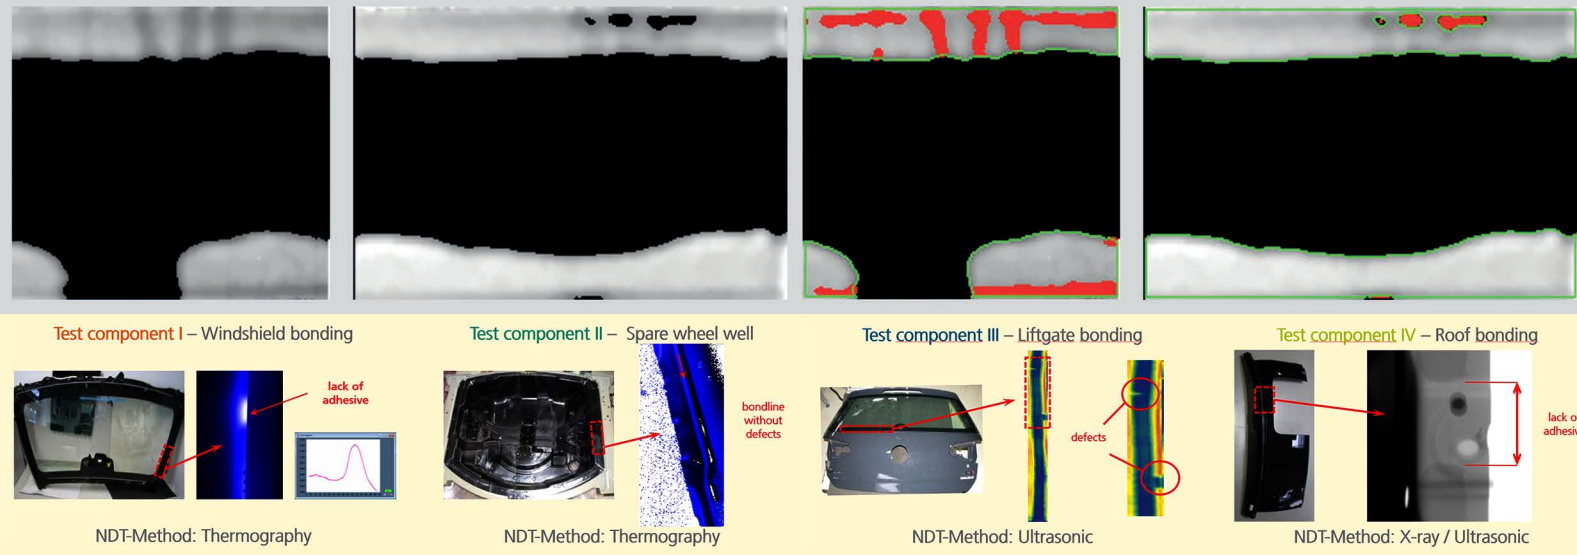 Test component I – Windshield bonding
Test component II – Spare wheel well
Test component III – Liftgate bonding
Test component IV – Roof bonding
lack of
adhesive
bondline
without
defects
defects
lack o
adhesiv
NDT-Method: Thermography
NDT-Method: Thermography
NDT-Method: Ultrasonic
NDT-Method: X-ray / Ultrasonic